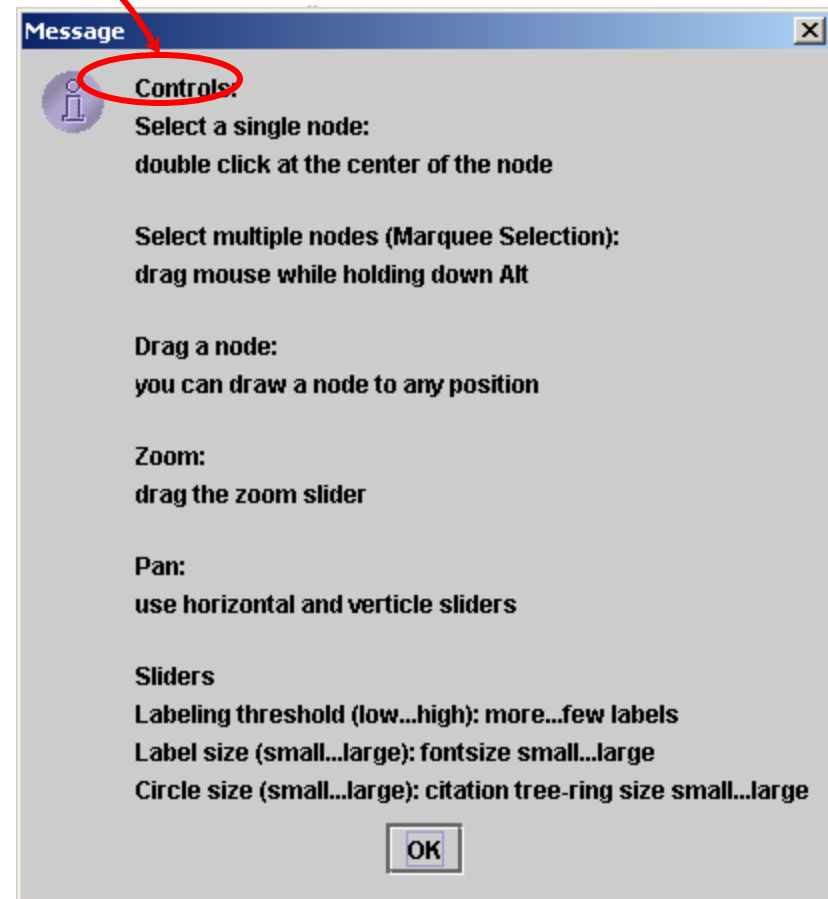 Message
Controls:
Select a single node:
double click at the center of the node
Select multiple nodes (Marquee Selection):
drag mouse while holding down Alt
Drag a node:
you can draw a node to any position
Zoom:
drag the zoom slider
Pan:
use horizontal and verticle sliders
Sliders
Labeling threshold (low...high): more...few labels
Label size (small...large): fontsize small...large
Circle size (small...large): citation tree-ring size small...large
OK